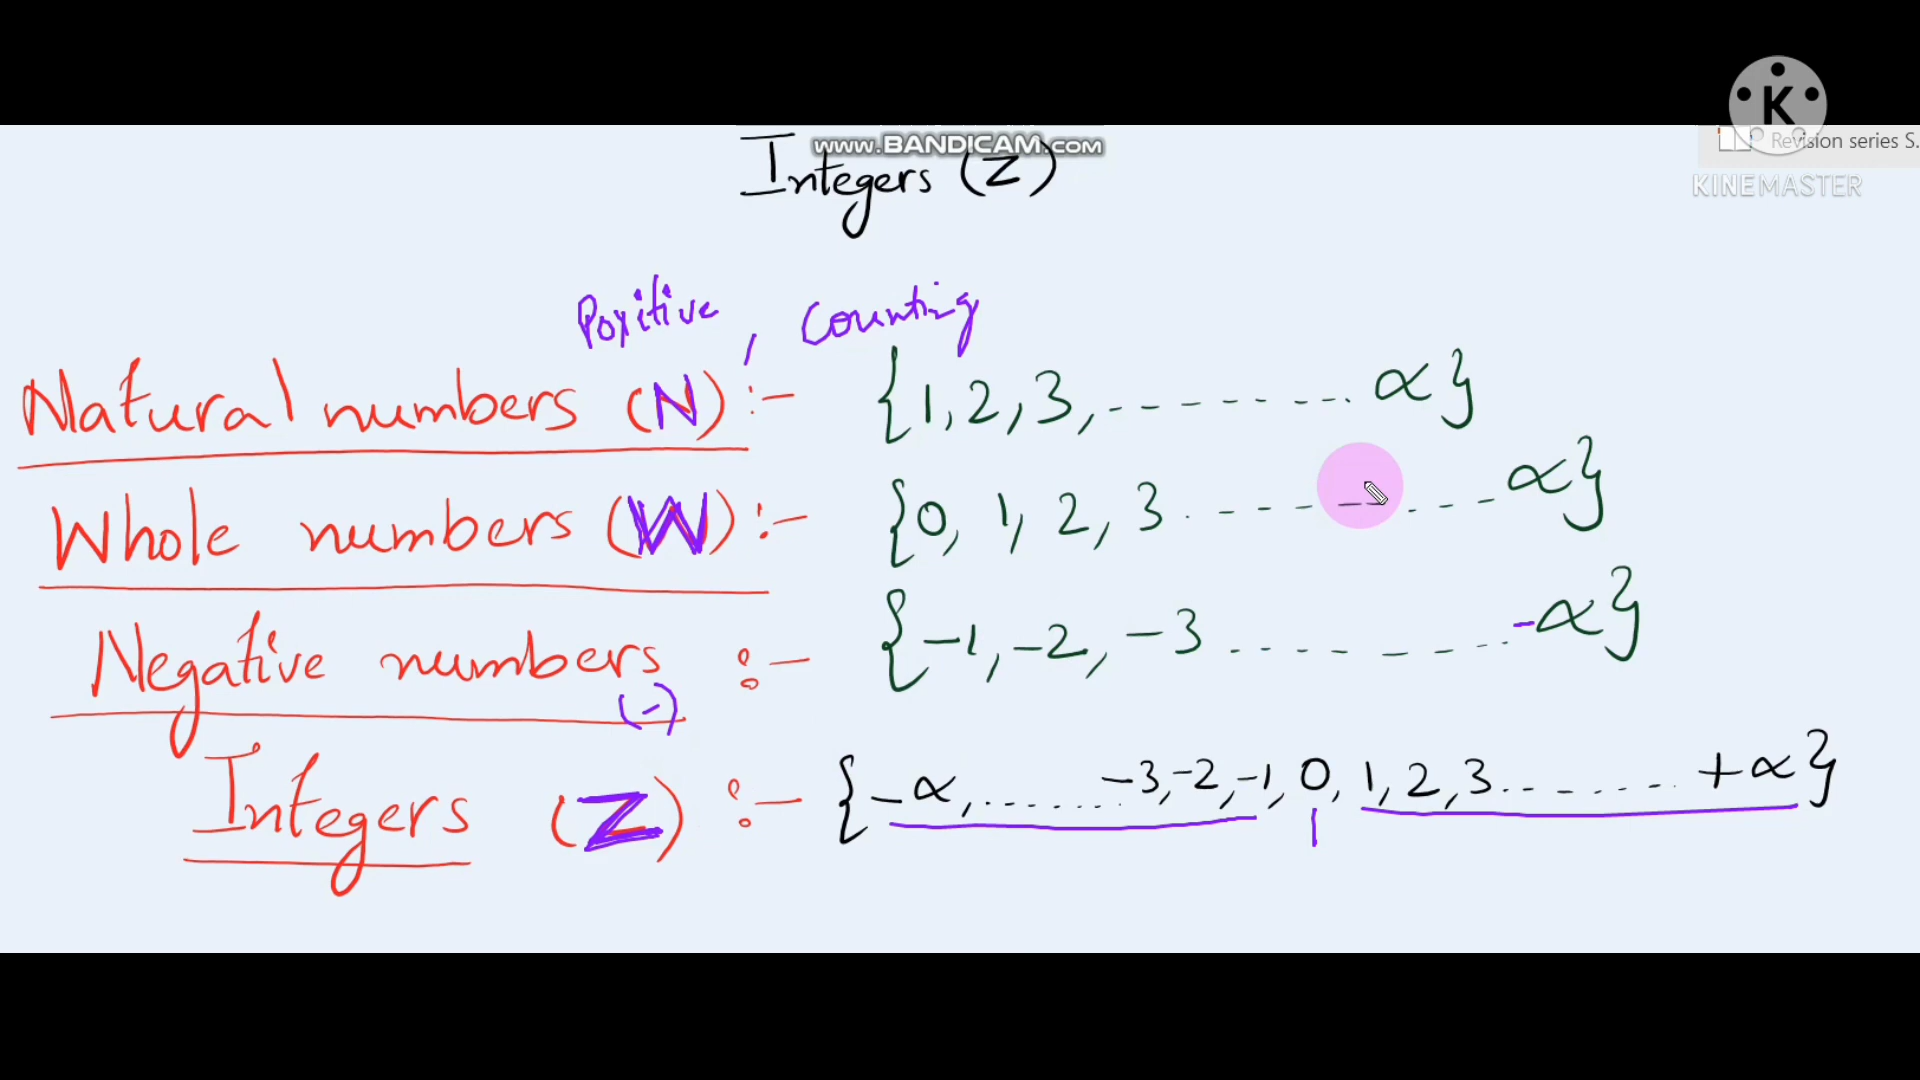 www.BANDICAM.com
K
Revision series S.
KINEMASTER
Integers (Z)
Positive, Counting
Natural numbers (N) :- {1, 2, 3, ......... ∝}
Whole numbers (W) :- {0, 1, 2, 3 .......... ∝}
Negative numbers :- {-1, -2, -3 ......... -∝}
(-)
Integers (Z) :- {-∝, ....... -3, -2, -1, 0, 1, 2, 3 ........ +∝}